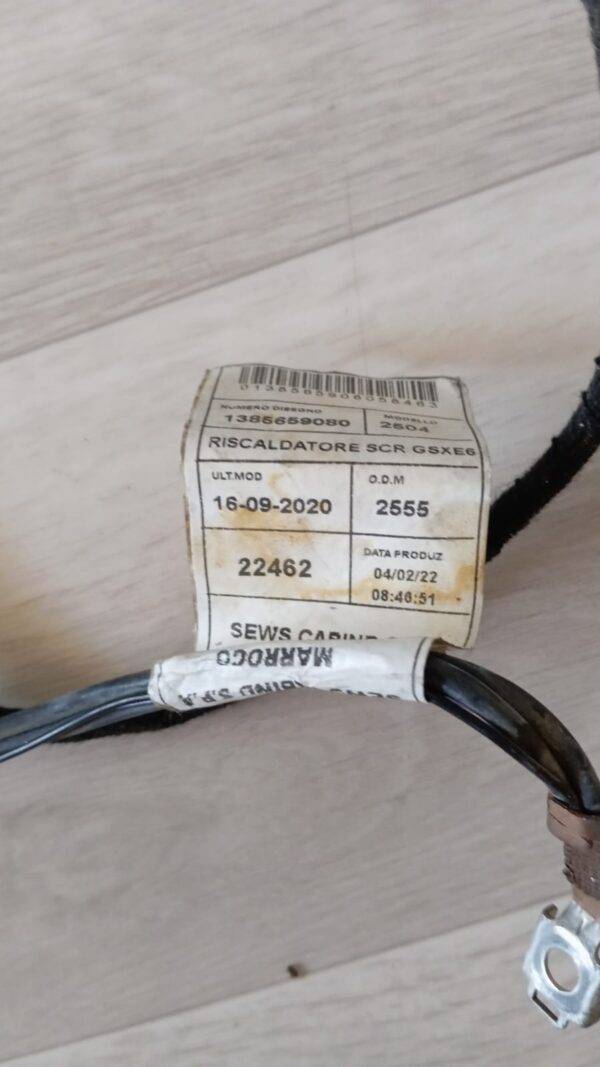 NUMERO DISEGNO
1385659080
MODELLO
2504
RISCALDATORE SCR GSXE6
ULT.MOD
16-09-2020
O.D.M
2555
22462
DATA PRODUZ
04/02/22
08:46:51
SEWS CABIND
MARROCO
S.P.A